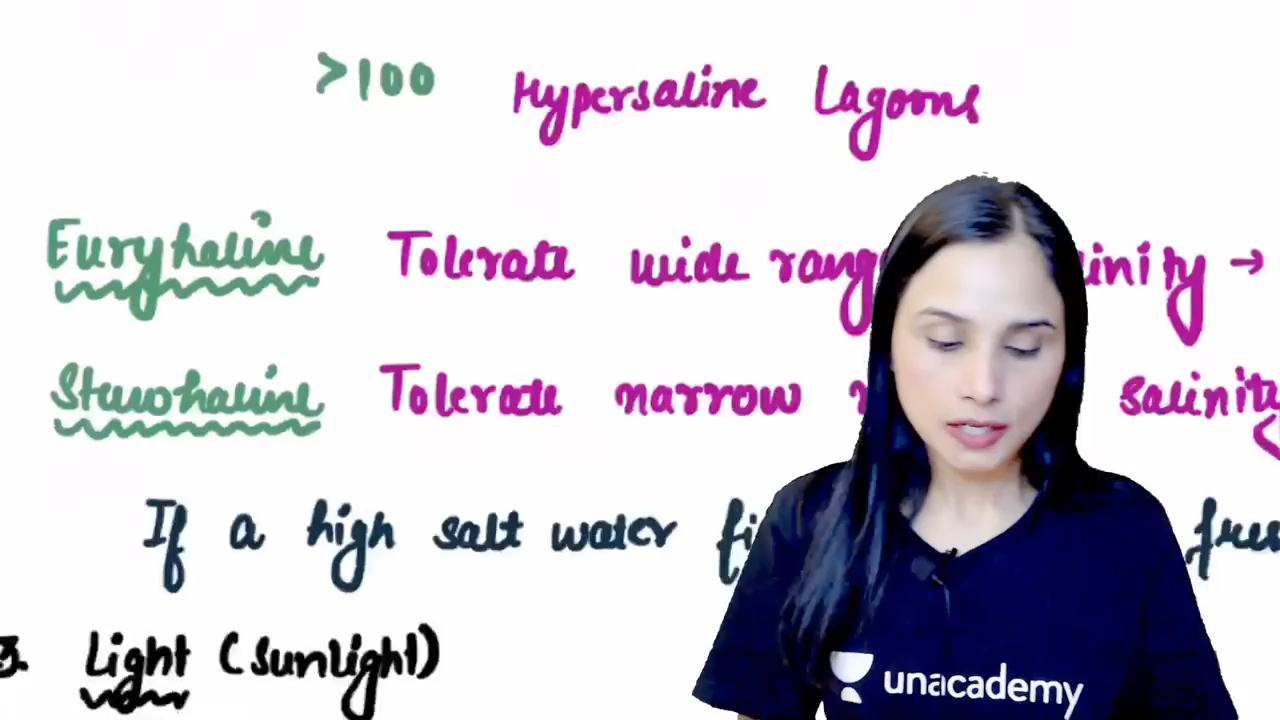 >100 Hypersaline Lagoons
Euryhaline Tolerate wide rang inity →
Stenohaline Tolerate narrow salinity
If a high salt water fi
3. Light (sunlight)
unacademy